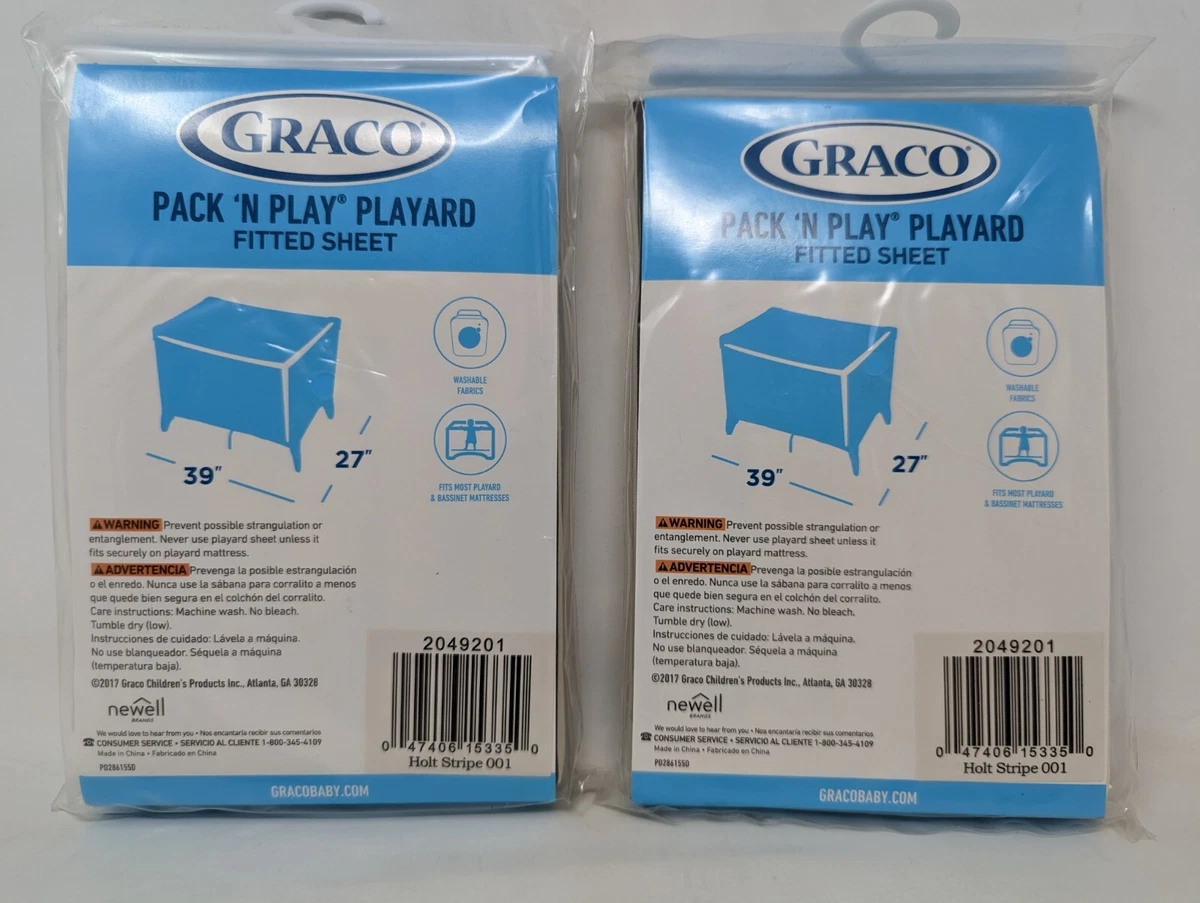 GRACO®
PACK 'N PLAY® PLAYARD
FITTED SHEET
WASHABLE
FABRICS
39"
27"
FITS MOST PLAYARD
& BASSINET MATTRESSES
⚠WARNING Prevent possible strangulation or
entanglement. Never use playard sheet unless it
fits securely on playard mattress.
⚠ADVERTENCIA Prevenga la posible estrangulación
o el enredo. Nunca use la sábana para corralito a menos
que quede bien segura en el colchón del corralito.
Care instructions: Machine wash. No bleach.
Tumble dry (low).
Instrucciones de cuidado: Lávela a máquina.
No use blanqueador. Séquela a máquina
(temperatura baja).
©2017 Graco Children's Products Inc., Atlanta, GA 30328
newell
BRANDS
We would love to hear from you • Nos encantaría recibir sus comentarios
☎ CONSUMER SERVICE • SERVICIO AL CLIENTE 1-800-345-4109
Made in China • Fabricado en China
PD286155D
2049201
0 47406 15335 0
Holt Stripe 001
GRACOBABY.COM
GRACO®
PACK 'N PLAY® PLAYARD
FITTED SHEET
WASHABLE
FABRICS
39"
27"
FITS MOST PLAYARD
& BASSINET MATTRESSES
⚠WARNING Prevent possible strangulation or
entanglement. Never use playard sheet unless it
fits securely on playard mattress.
⚠ADVERTENCIA Prevenga la posible estrangulación
o el enredo. Nunca use la sábana para corralito a menos
que quede bien segura en el colchón del corralito.
Care instructions: Machine wash. No bleach.
Tumble dry (low).
Instrucciones de cuidado: Lávela a máquina.
No use blanqueador. Séquela a máquina
(temperatura baja).
©2017 Graco Children's Products Inc., Atlanta, GA 30328
newell
BRANDS
We would love to hear from you • Nos encantaría recibir sus comentarios
☎ CONSUMER SERVICE • SERVICIO AL CLIENTE 1-800-345-4109
Made in China • Fabricado en China
PD286155D
2049201
0 47406 15335 0
Holt Stripe 001
GRACOBABY.COM